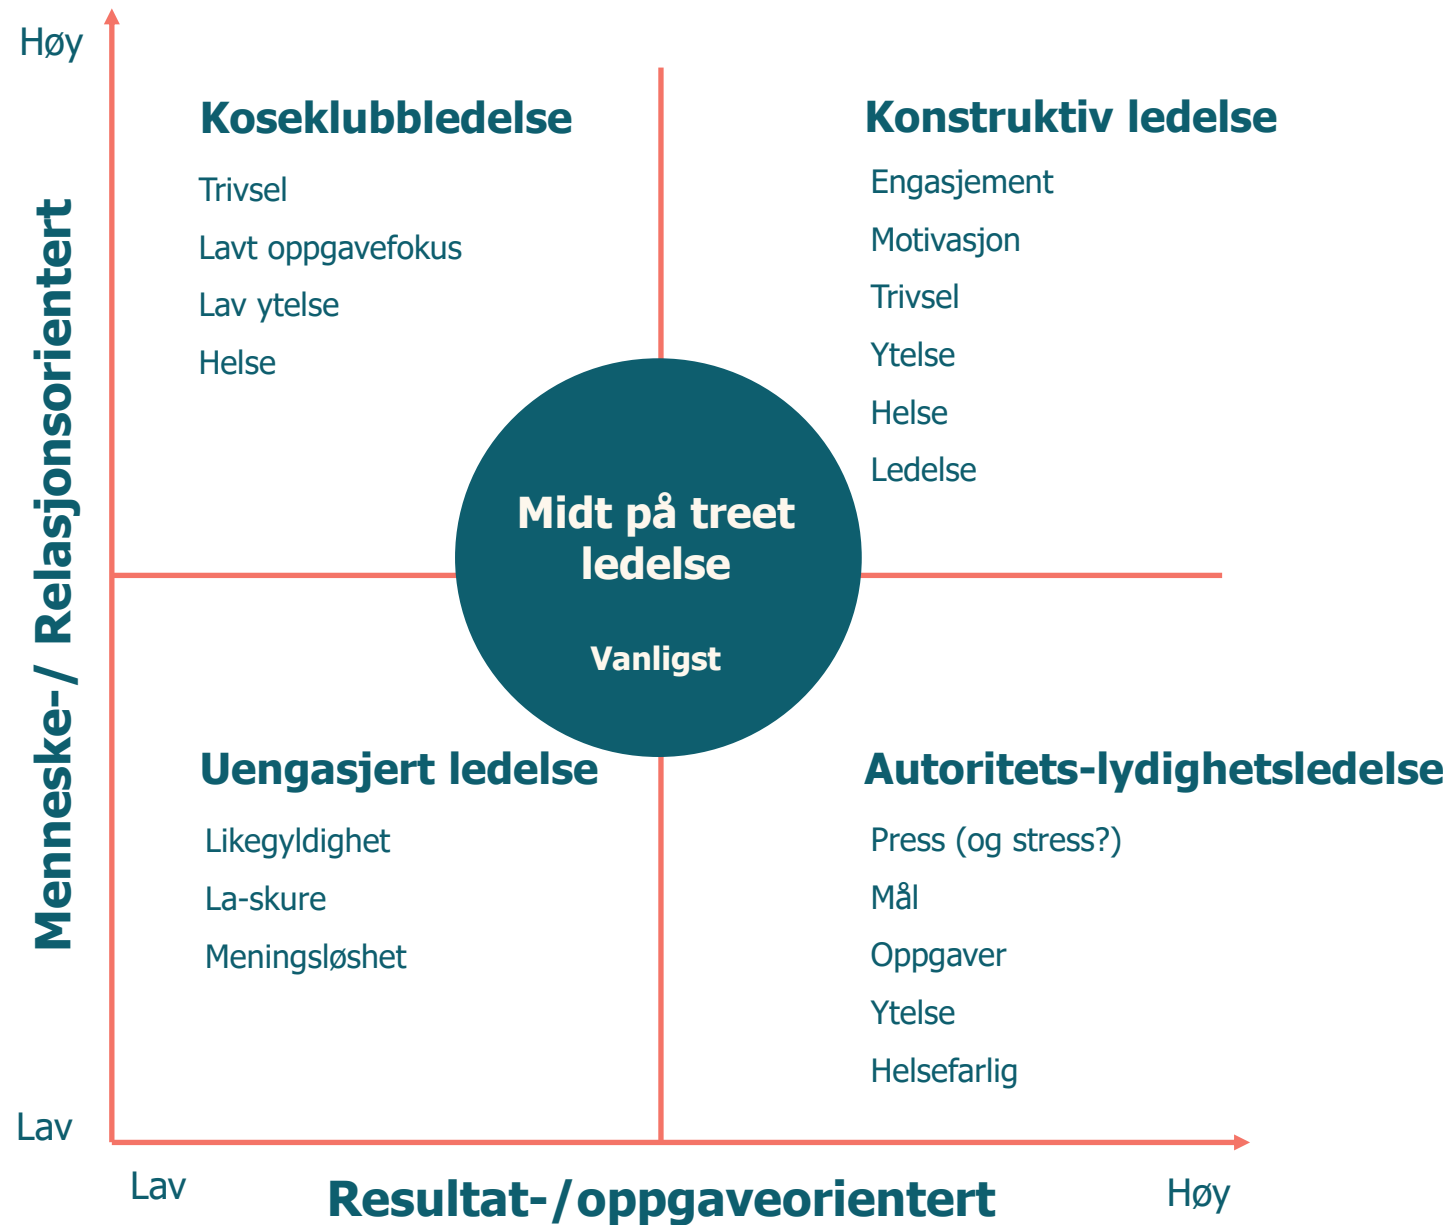 Høy
Menneske-/ Relasjonsorientert
Koseklubbledelse
Trivsel
Lavt oppgavefokus
Lav ytelse
Helse
Konstruktiv ledelse
Engasjement
Motivasjon
Trivsel
Ytelse
Helse
Ledelse
Midt på treet
ledelse
Vanligst
Uengasjert ledelse
Likegyldighet
La-skure
Meningsløshet
Autoritets-lydighetsledelse
Press (og stress?)
Mål
Oppgaver
Ytelse
Helsefarlig
Lav
Lav
Resultat-/oppgaveorientert
Høy